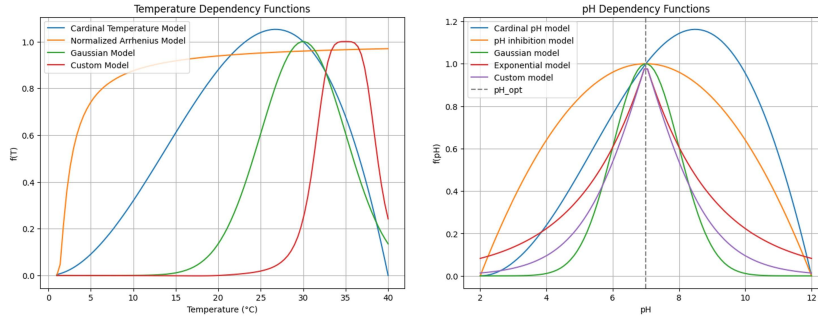 Temperature Dependency Functions
Cardinal Temperature Model
Normalized Arrhenius Model
Gaussian Model
Custom Model
f(T)
1.0
0.8
0.6
0.4
0.2
0.0
0 5 10 15 20 25 30 35 40
Temperature (°C)
pH Dependency Functions
Cardinal pH model
pH inhibition model
Gaussian model
Exponential model
Custom model
pH_opt
f(pH)
1.2
1.0
0.8
0.6
0.4
0.2
0.0
2 4 6 8 10 12
pH